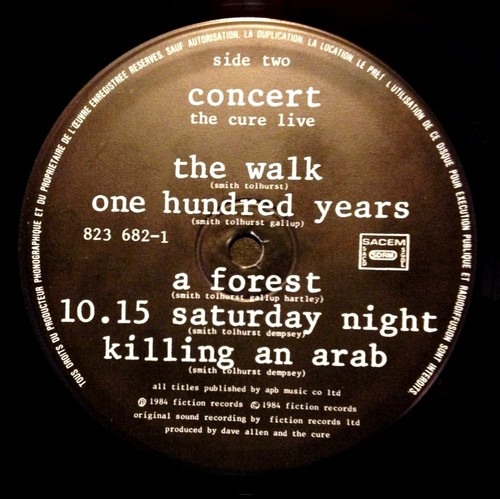 side two
concert
the cure live
the walk
(smith tolhurst)
one hundred years
(smith tolhurst gallup)
823 682-1
SACEM
SACD
SDRM
SGDL
a forest
(smith tolhurst gallup hartley)
10.15 saturday night
(smith tolhurst dempsey)
killing an arab
(smith tolhurst dempsey)
all titles published by apb music co ltd
℗ 1984 fiction records © 1984 fiction records
original sound recording by fiction records ltd
produced by dave allen and the cure
TOUS DROITS DU PRODUCTEUR PHONOGRAPHIQUE ET DU PROPRIETAIRE DE L'ŒUVRE ENREGISTREE RESERVES. SAUF AUTORISATION, LA DUPLICATION, LA LOCATION, LE PRET L'UTILISATION DE CE DISQUE POUR EXECUTION PUBLIQUE ET RADIODIFFUSION SONT INTERDITS.